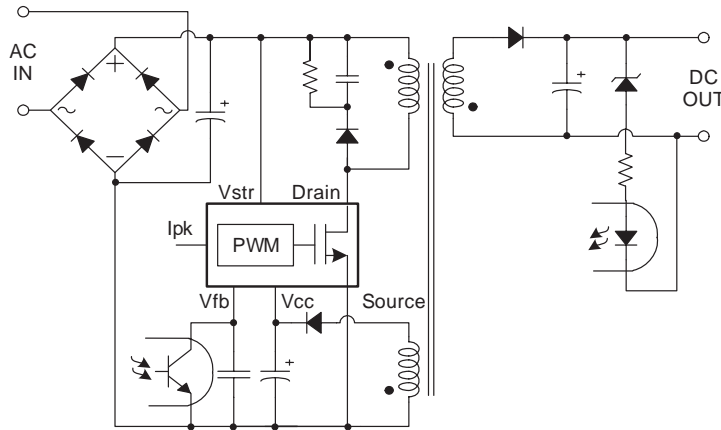 AC
IN
+
−
+
+
DC
OUT
Vstr
Drain
Ipk
PWM
Vfb
Vcc
Source
+